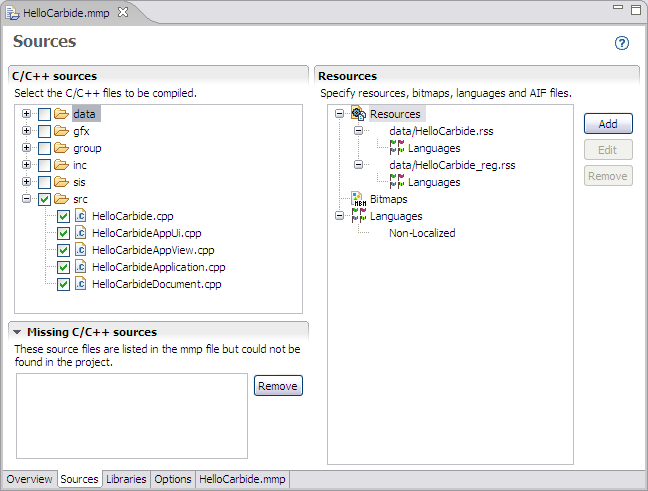 HelloCarbide.mmp
Sources
C/C++ sources
Select the C/C++ files to be compiled.
data
gfx
group
inc
sis
src
HelloCarbide.cpp
HelloCarbideAppUi.cpp
HelloCarbideAppView.cpp
HelloCarbideApplication.cpp
HelloCarbideDocument.cpp
Missing C/C++ sources
These source files are listed in the mmp file but could not be
found in the project.
Remove
Resources
Specify resources, bitmaps, languages and AIF files.
Resources
data/HelloCarbide.rss
Languages
data/HelloCarbide_reg.rss
Languages
Bitmaps
Languages
Non-Localized
Add
Edit
Remove
Overview Sources Libraries Options HelloCarbide.mmp